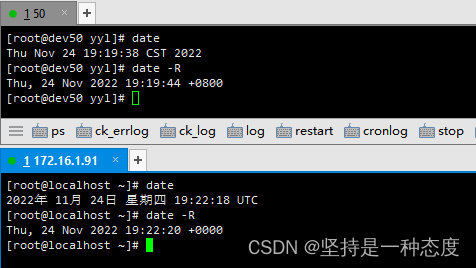 1 50 × +
[root@dev50 yyl]# date
Thu Nov 24 19:19:38 CST 2022
[root@dev50 yyl]# date -R
Thu, 24 Nov 2022 19:19:44 +0800
[root@dev50 yyl]#
ps ck_errlog ck_log log restart cronlog stop
1 172.16.1.91 × +
[root@localhost ~]# date
2022年 11月 24日 星期四 19:22:18 UTC
[root@localhost ~]# date -R
Thu, 24 Nov 2022 19:22:20 +0000
[root@localhost ~]#
CSDN @坚持是一种态度